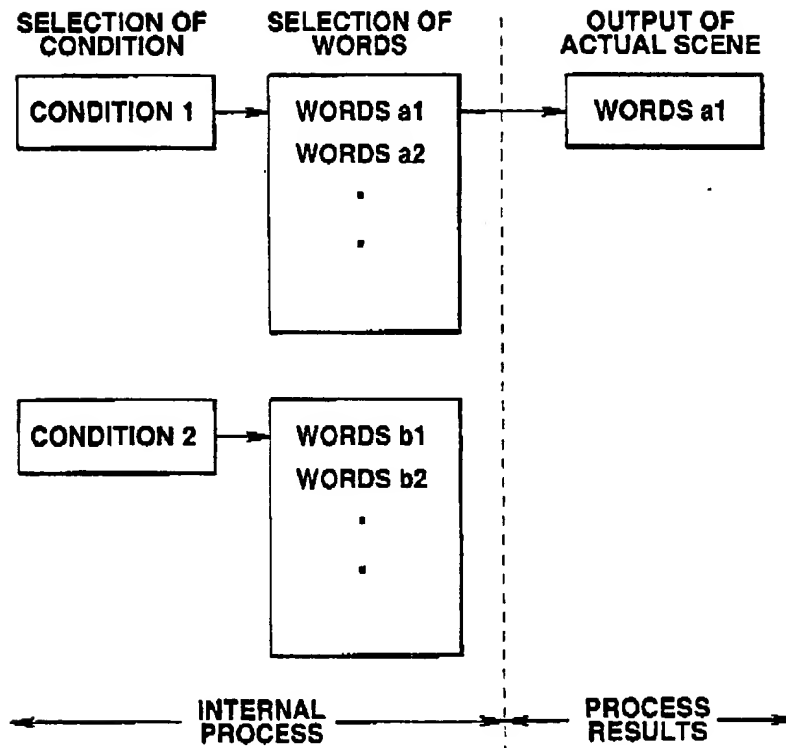 SELECTION OF
CONDITION
SELECTION OF
WORDS
OUTPUT OF
ACTUAL SCENE
CONDITION 1
WORDS a1
WORDS a2
WORDS a1
CONDITION 2
WORDS b1
WORDS b2
INTERNAL
PROCESS
PROCESS
RESULTS